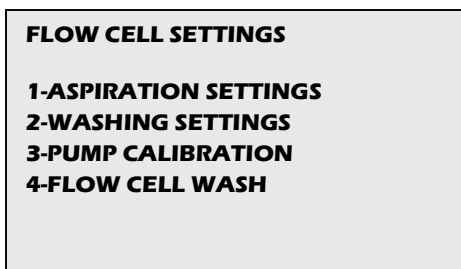 FLOW CELL SETTINGS
1-ASPIRATION SETTINGS
2-WASHING SETTINGS
3-PUMP CALIBRATION
4-FLOW CELL WASH